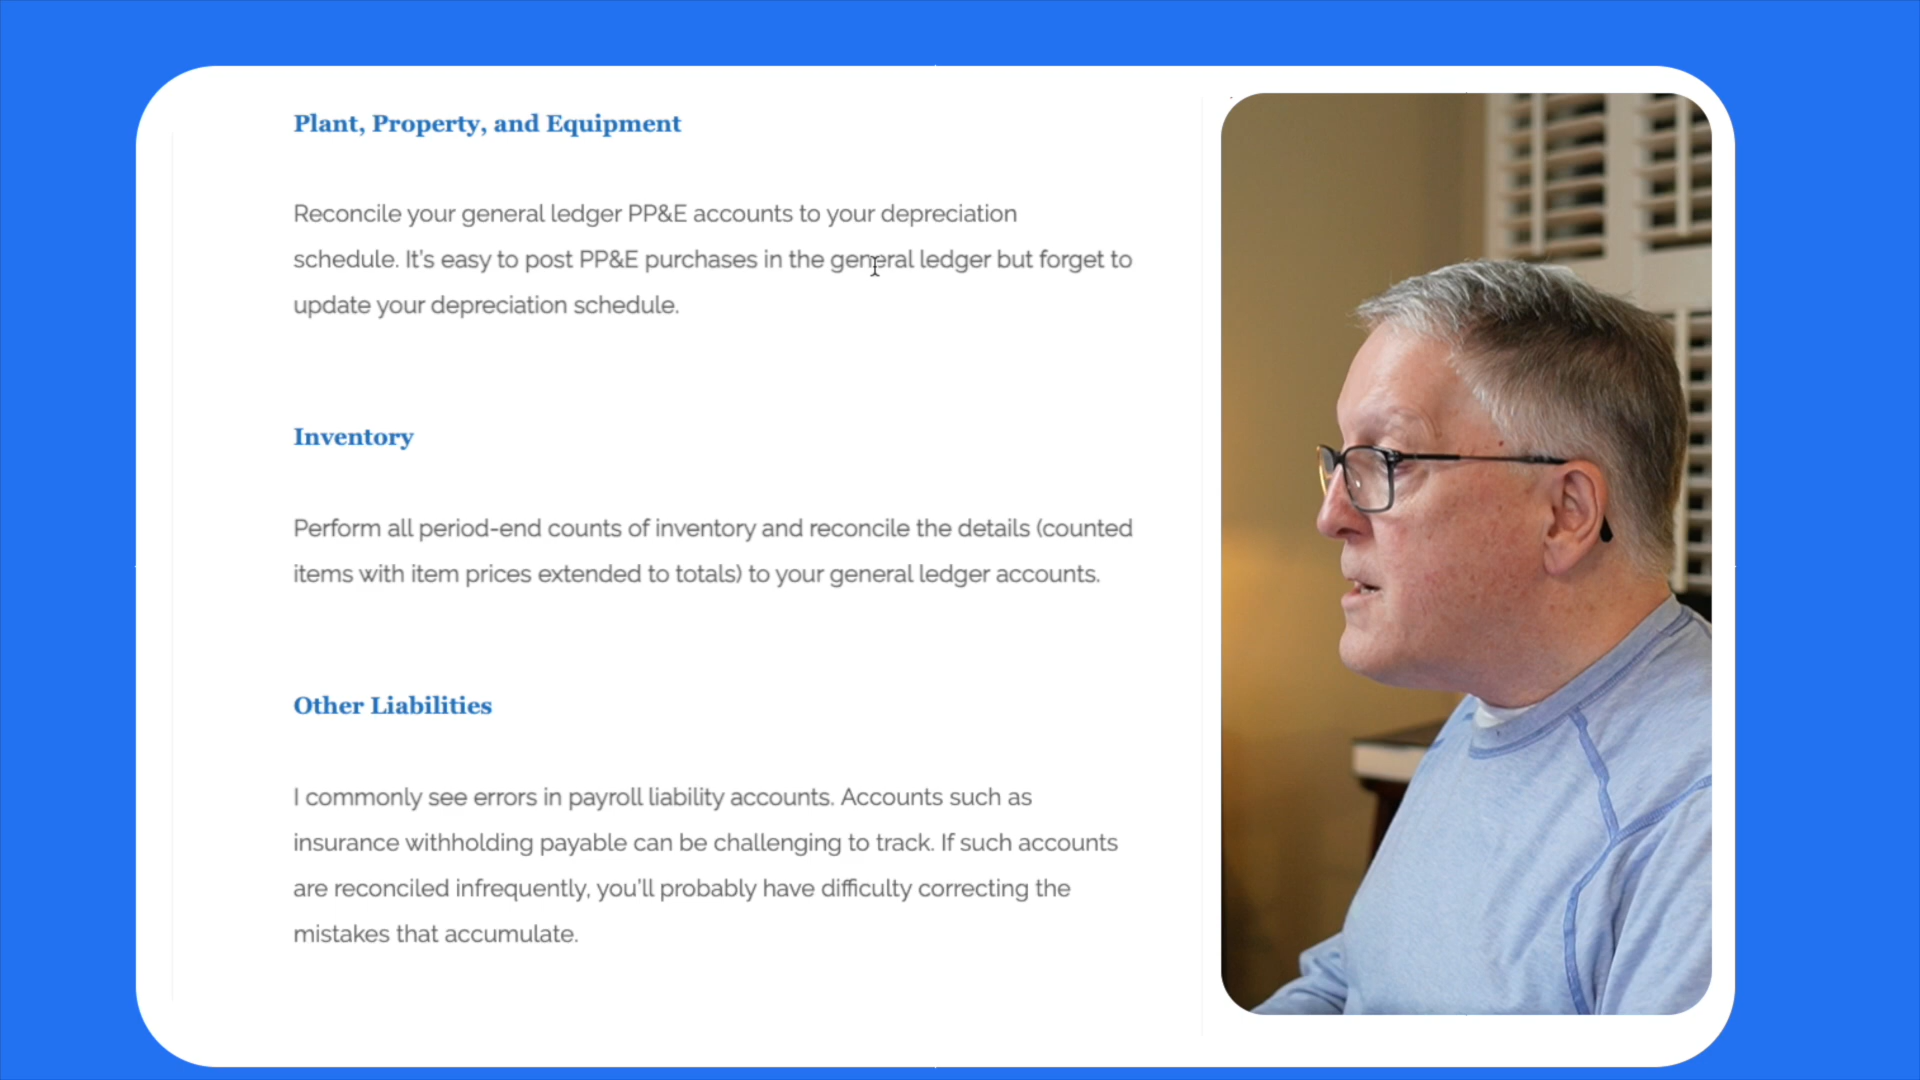 Plant, Property, and Equipment
Reconcile your general ledger PP&E accounts to your depreciation
schedule. It's easy to post PP&E purchases in the general ledger but forget to
update your depreciation schedule.
Inventory
Perform all period-end counts of inventory and reconcile the details (counted
items with item prices extended to totals) to your general ledger accounts.
Other Liabilities
I commonly see errors in payroll liability accounts. Accounts such as
insurance withholding payable can be challenging to track. If such accounts
are reconciled infrequently, you'll probably have difficulty correcting the
mistakes that accumulate.